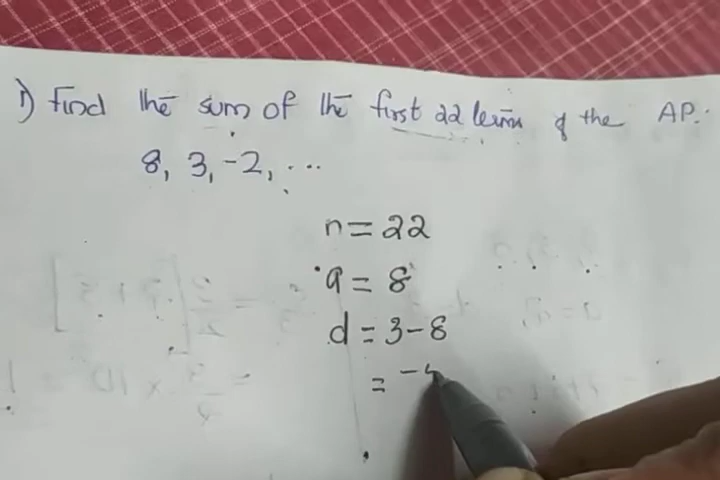 1) Find the sum of the first 22 terms of the AP.
8, 3, -2, ...
n = 22
a = 8
d = 3 - 8
= -